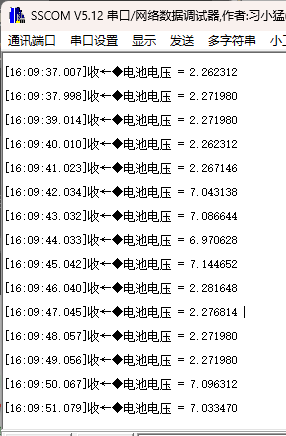 SSCOM V5.12 串口/网络数据调试器,作者:习小猛
通讯端口 串口设置 显示 发送 多字符串 小工
[16:09:37.007]收←◆电池电压 = 2.262312
[16:09:37.998]收←◆电池电压 = 2.271980
[16:09:39.014]收←◆电池电压 = 2.271980
[16:09:40.010]收←◆电池电压 = 2.262312
[16:09:41.023]收←◆电池电压 = 2.267146
[16:09:42.034]收←◆电池电压 = 7.043138
[16:09:43.032]收←◆电池电压 = 7.086644
[16:09:44.033]收←◆电池电压 = 6.970628
[16:09:45.042]收←◆电池电压 = 7.144652
[16:09:46.040]收←◆电池电压 = 2.281648
[16:09:47.045]收←◆电池电压 = 2.276814
[16:09:48.057]收←◆电池电压 = 2.271980
[16:09:49.056]收←◆电池电压 = 2.271980
[16:09:50.067]收←◆电池电压 = 7.096312
[16:09:51.079]收←◆电池电压 = 7.033470